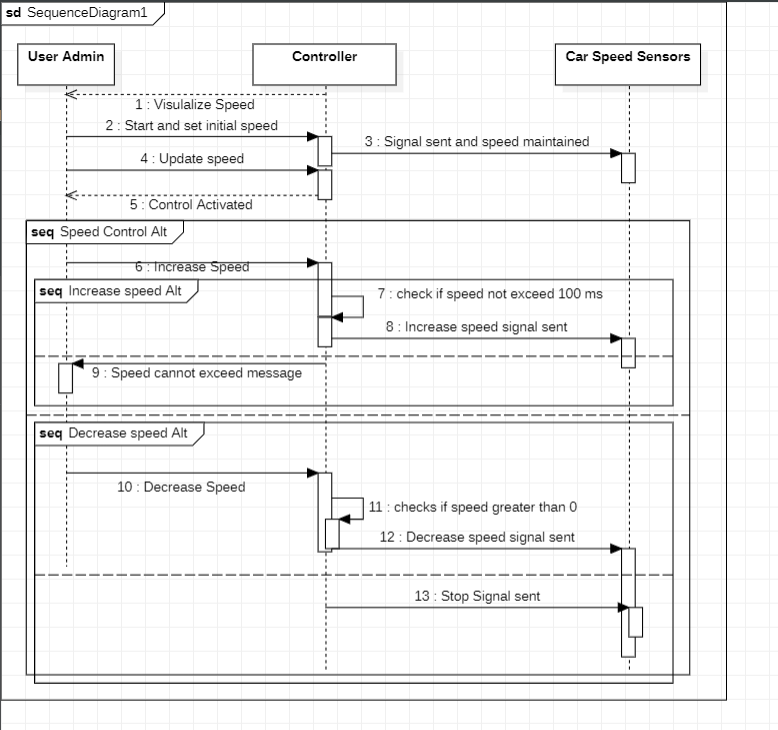 sd SequenceDiagram1
User Admin
Controller
Car Speed Sensors
1 : Visulalize Speed
2 : Start and set initial speed
3 : Signal sent and speed maintained
4 : Update speed
5 : Control Activated
seq Speed Control Alt
6 : Increase Speed
seq Increase speed Alt
7 : check if speed not exceed 100 ms
8 : Increase speed signal sent
9 : Speed cannot exceed message
seq Decrease speed Alt
10 : Decrease Speed
11 : checks if speed greater than 0
12 : Decrease speed signal sent
13 : Stop Signal sent